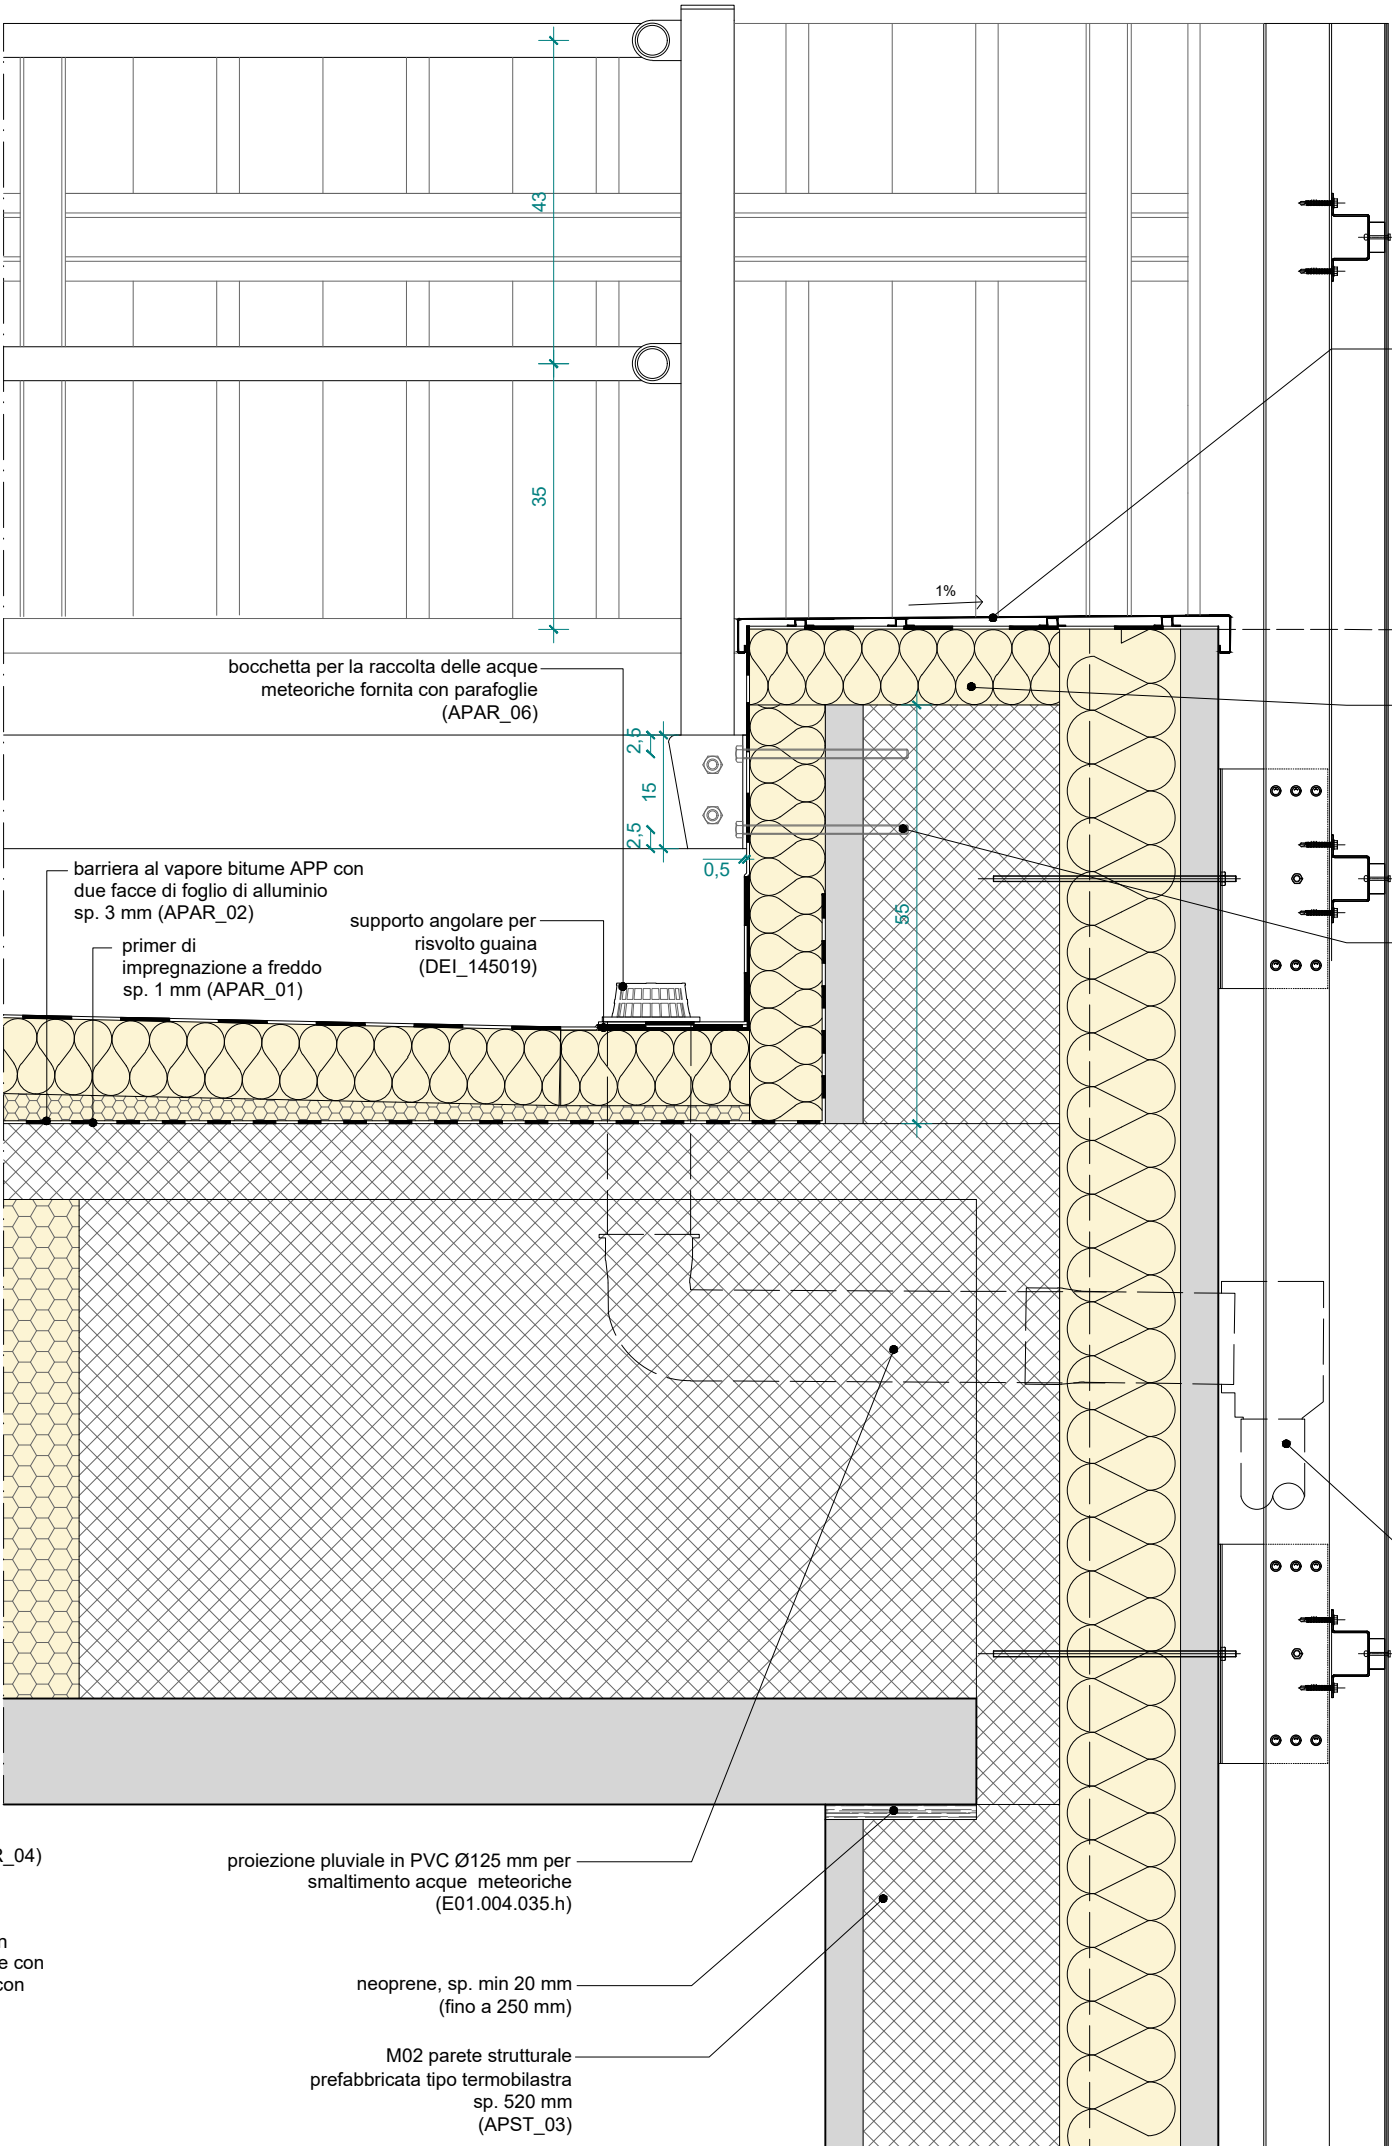 43
35
1%
bocchetta per la raccolta delle acque
meteoriche fornita con parafoglie
(APAR_06)
2,5
15
2,5
0,5
55
barriera al vapore bitume APP con
due facce di foglio di alluminio
sp. 3 mm (APAR_02)
supporto angolare per
risvolto guaina
(DEI_145019)
primer di
impregnazione a freddo
sp. 1 mm (APAR_01)
R_04)
proiezione pluviale in PVC Ø125 mm per
smaltimento acque meteoriche
(E01.004.035.h)
e con
con
neoprene, sp. min 20 mm
(fino a 250 mm)
M02 parete strutturale
prefabbricata tipo termobilastra
sp. 520 mm
(APST_03)